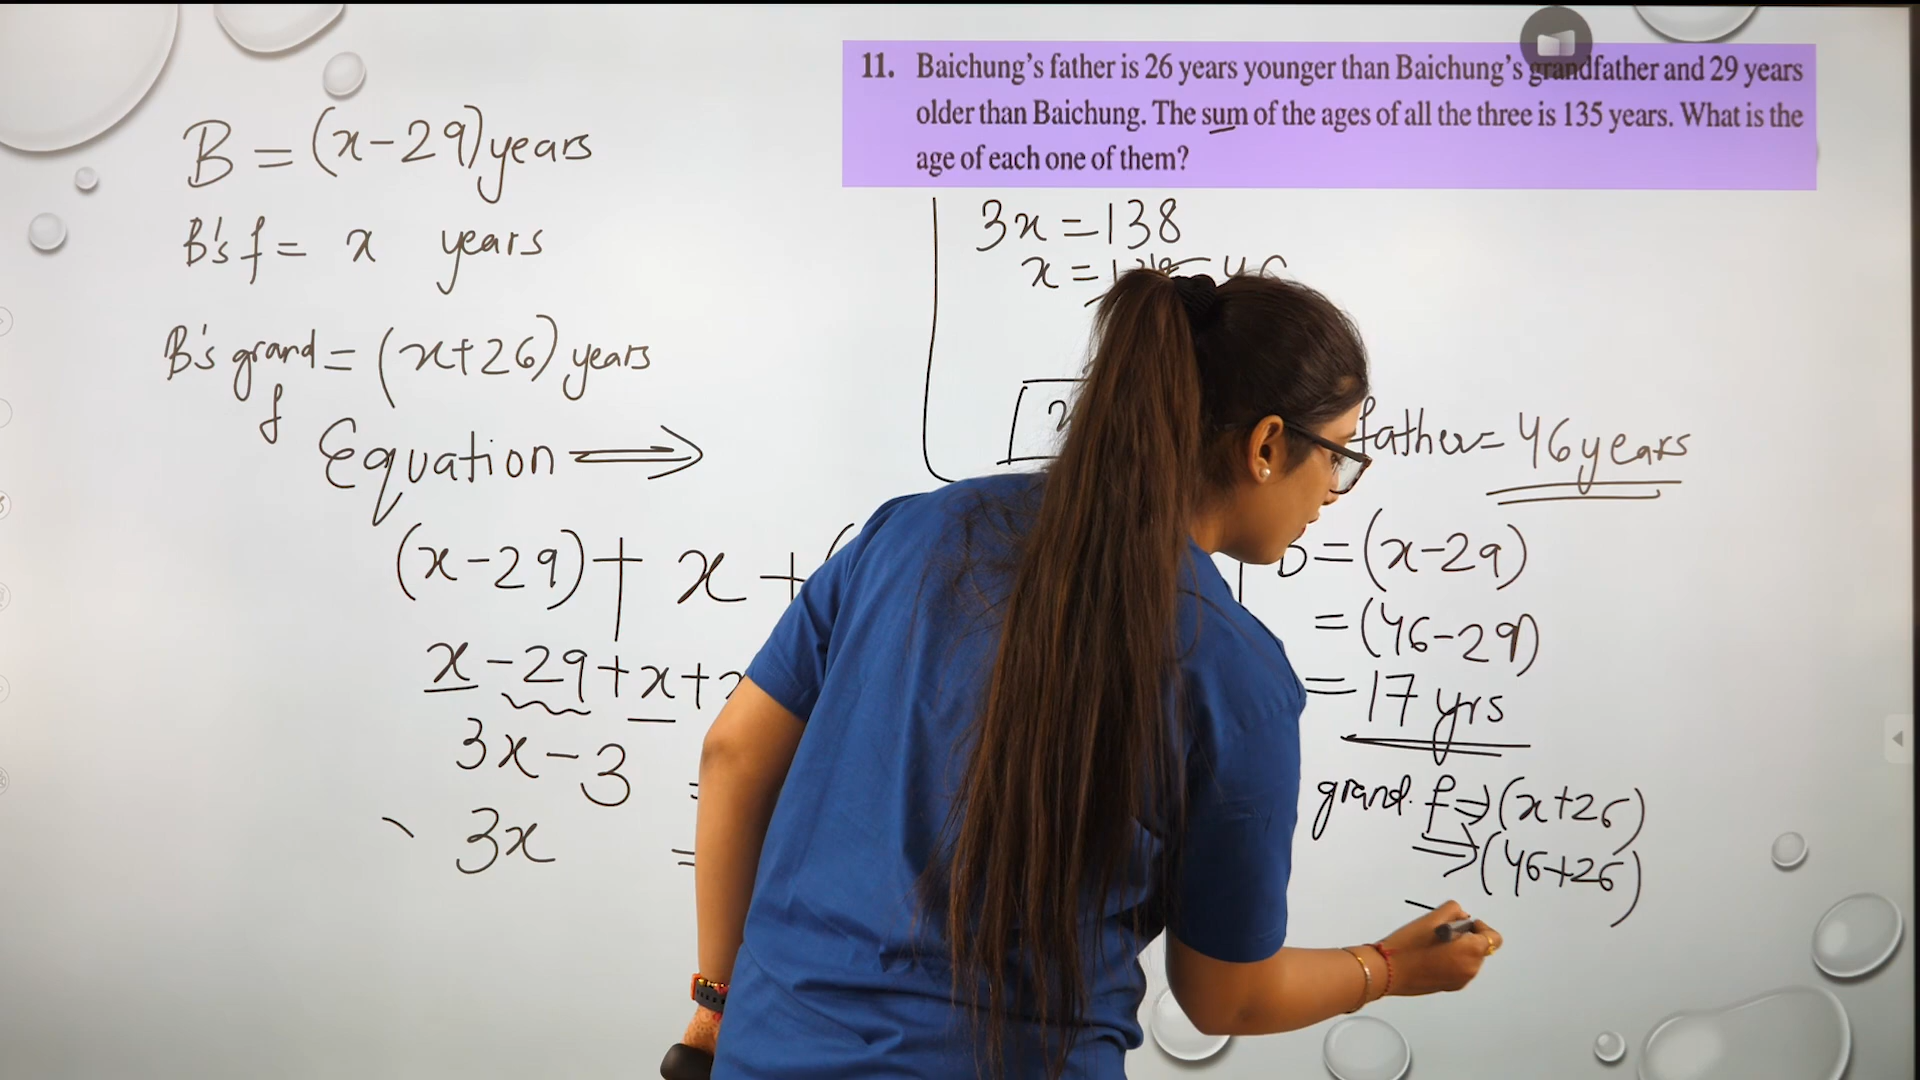 11. Baichung's father is 26 years younger than Baichung's grandfather and 29 years
older than Baichung. The sum of the ages of all the three is 135 years. What is the
age of each one of them?
B = (x-29) years
B's f = x years
B's grand = (x+26) years
f
Equation ⟹
(x-29)+ x +(
x -29+x+
3x-3 =
3x =
3x =138
x =
father= 46 years
=(x-29)
=(46-29)
=17 yrs
grand. f⇒(x+26)
⇒(46+26)